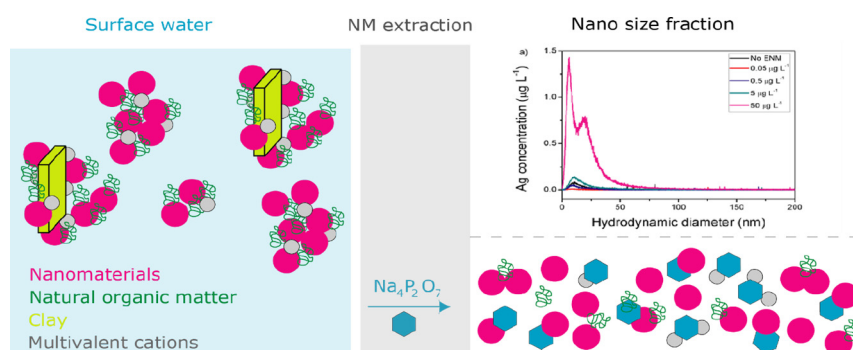 Surface water
NM extraction
Nano size fraction
a)
No ENM
0.05 µg L⁻¹
0.5 µg L⁻¹
5 µg L⁻¹
50 µg L⁻¹
Ag concentration (µg L⁻¹)
1.5
1.0
0.5
0.0
0 50 100 150 200
Hydrodynamic diameter (nm)
Nanomaterials
Natural organic matter
Clay
Multivalent cations
Na₄P₂O₇